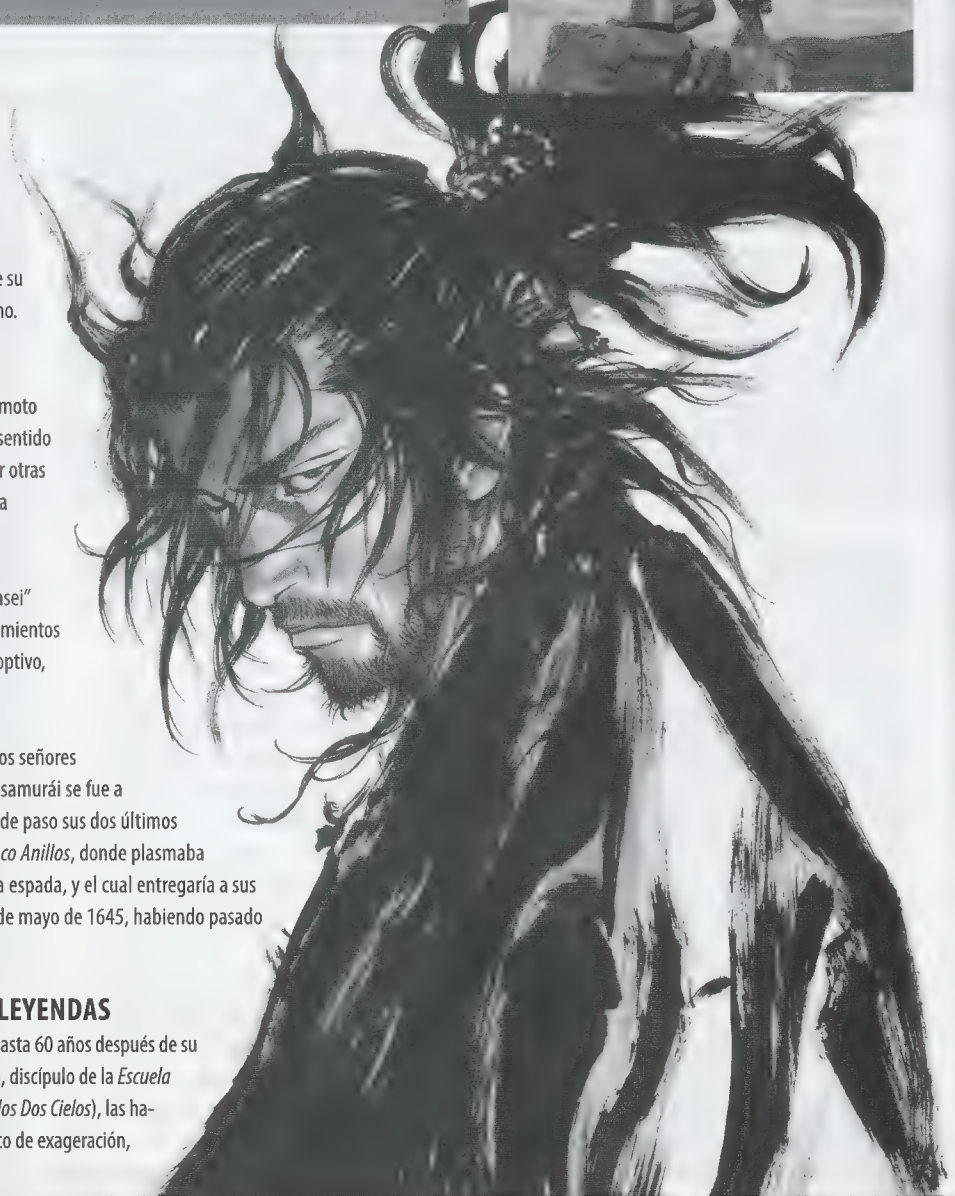 e su
no.
moto
sentido
r otras
a
asei"
mientos
optivo,
os señores
samurái se fue a
de paso sus dos últimos
co Anillos, donde plasmaba
a espada, y el cual entregaría a sus
de mayo de 1645, habiendo pasado
LEYENDAS
asta 60 años después de su
, discípulo de la Escuela
los Dos Cielos), las ha-
to de exageración,